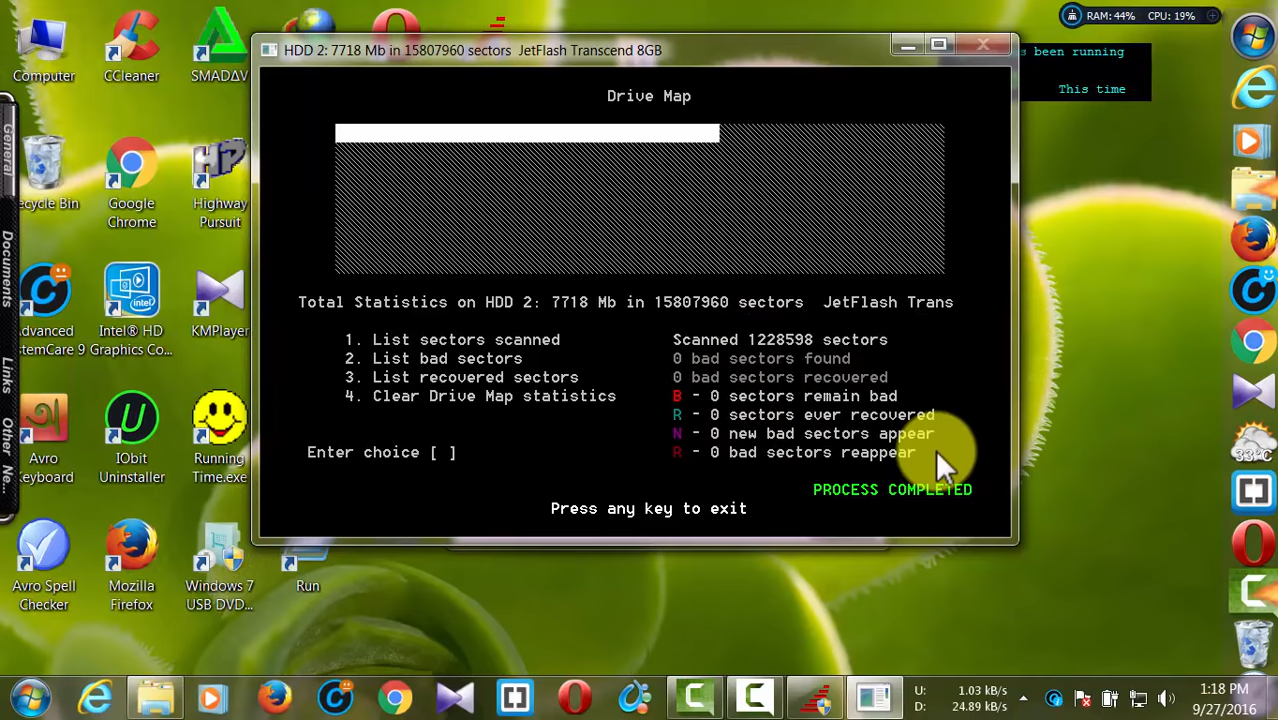 RAM: 44% CPU: 19%
HDD 2: 7718 Mb in 15807960 sectors JetFlash Transcend 8GB
s been running
This time
Computer
CCleaner
SMADΔV
Drive Map
ecycle Bin
Google
Chrome
Highway
Pursuit
HP
Total Statistics on HDD 2: 7718 Mb in 15807960 sectors JetFlash Trans
1. List sectors scanned
Scanned 1228598 sectors
2. List bad sectors
0 bad sectors found
3. List recovered sectors
0 bad sectors recovered
4. Clear Drive Map statistics
B - 0 sectors remain bad
R - 0 sectors ever recovered
N - 0 new bad sectors appear
Enter choice [ ]
R - 0 bad sectors reappear
PROCESS COMPLETED
Press any key to exit
Advanced
stemCare 9
Intel® HD
Graphics Co...
KMPlayer
intel
33°C
অ
Avro
Keyboard
IObit
Uninstaller
Running
Time.exe
Avro Spell
Checker
Mozilla
Firefox
Windows 7
USB DVD...
Run
General
Documents
Links
Other
Ne...
U: 1.03 kB/s
D: 24.89 kB/s
1:18 PM
9/27/2016